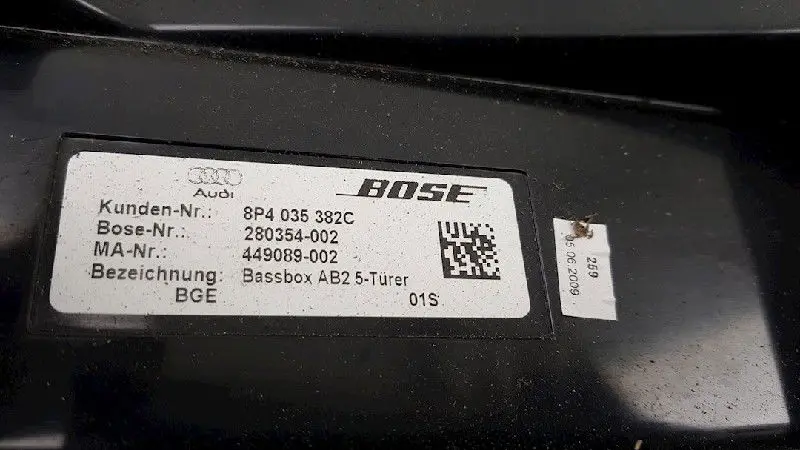 Audi
BOSE
Kunden-Nr.: 8P4 035 382C
Bose-Nr.: 280354-002
MA-Nr.: 449089-002
Bezeichnung: Bassbox AB2 5-Türer
BGE 01S
259
05 06 2009